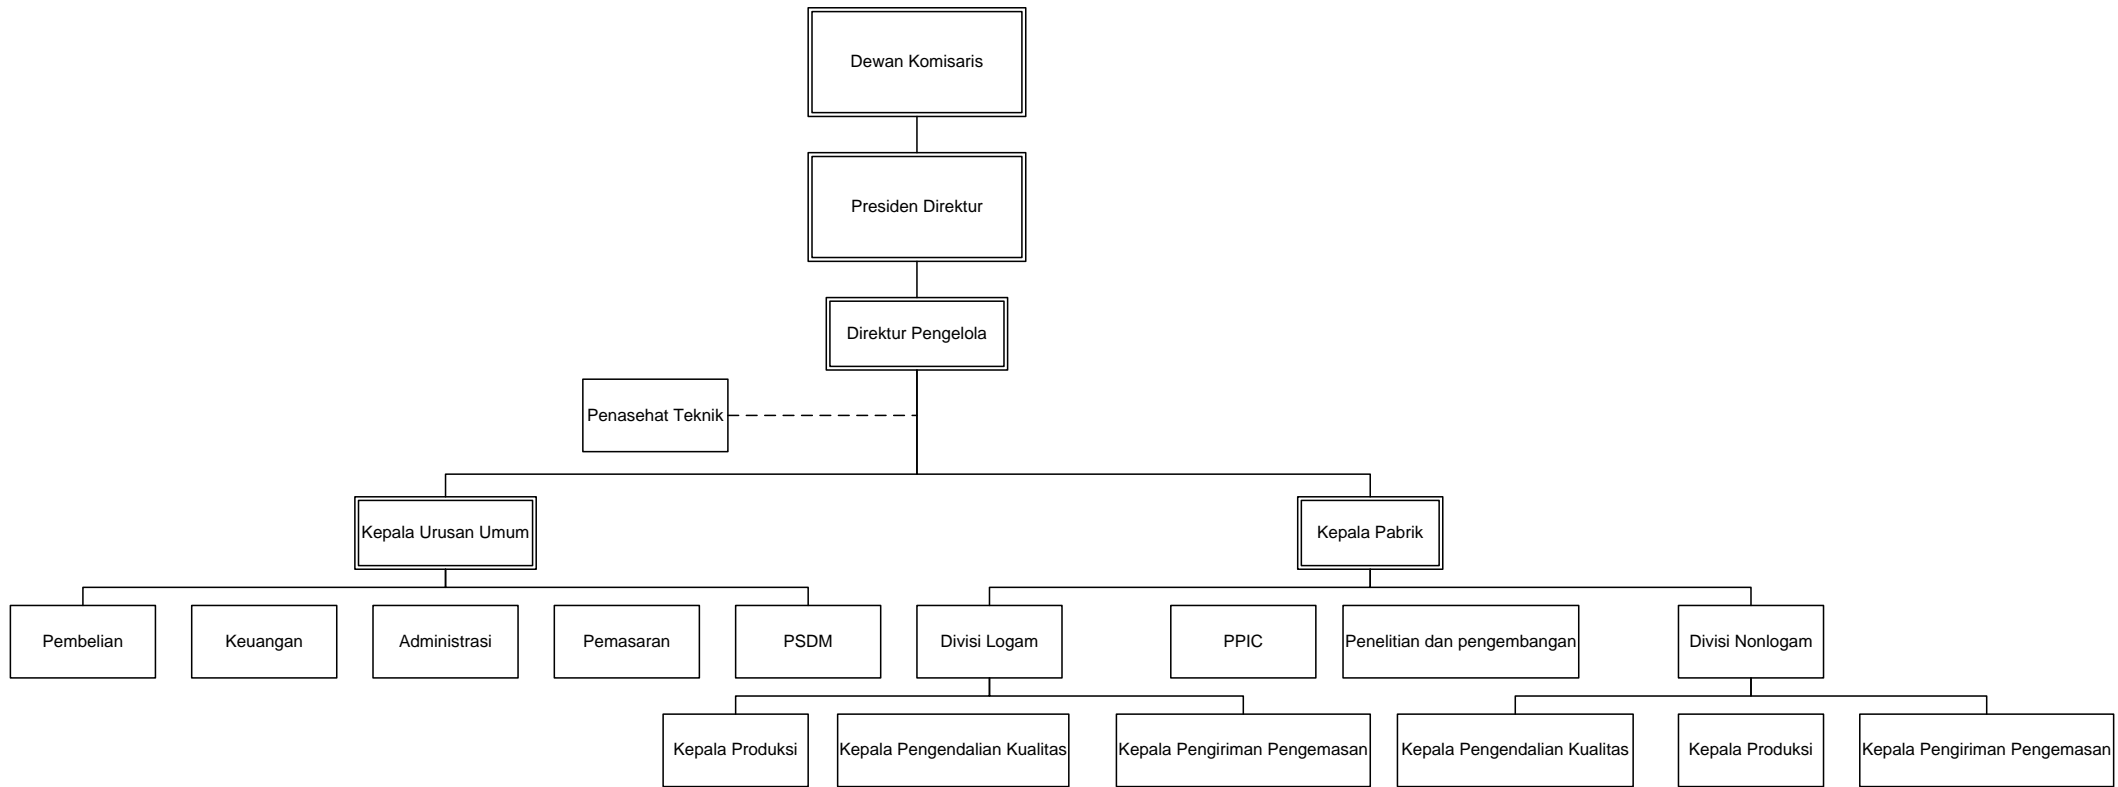 Dewan Komisaris
Presiden Direktur
Direktur Pengelola
Penasehat Teknik
Kepala Urusan Umum
Kepala Pabrik
Pembelian
Keuangan
Administrasi
Pemasaran
PSDM
Divisi Logam
PPIC
Penelitian dan pengembangan
Divisi Nonlogam
Kepala Produksi
Kepala Pengendalian Kualitas
Kepala Pengiriman Pengemasan
Kepala Pengendalian Kualitas
Kepala Produksi
Kepala Pengiriman Pengemasan